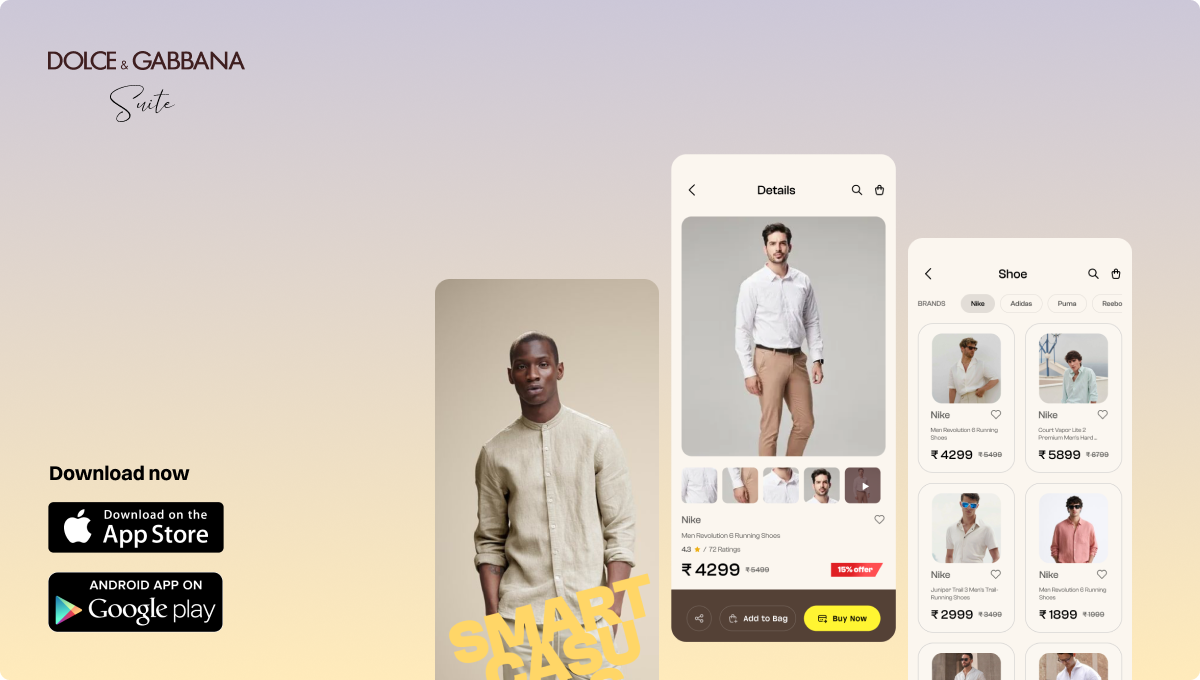 DOLCE & GABBANA
Suite
Download now
Download on the
App Store
ANDROID APP ON
Google play
SMART
CASU
Details
Nike
Men Revolution 6 Running Shoes
4.3 ★ / 72 Ratings
₹ 4299 ₹ 5499
15% offer
Add to Bag
Buy Now
Shoe
BRANDS Nike Adidas Puma Reebo
Nike
Men Revolution 6 Running
Shoes
₹ 4299 ₹ 5499
Nike
Court Vapor Lite 2
Premium Men's Hard ..
₹ 5899 ₹ 6799
Nike
Juniper Trail 3 Men's Trail-
Running Shoes
₹ 2999 ₹ 3499
Nike
Men Revolution 6 Running
Shoes
₹ 1899 ₹ 1999